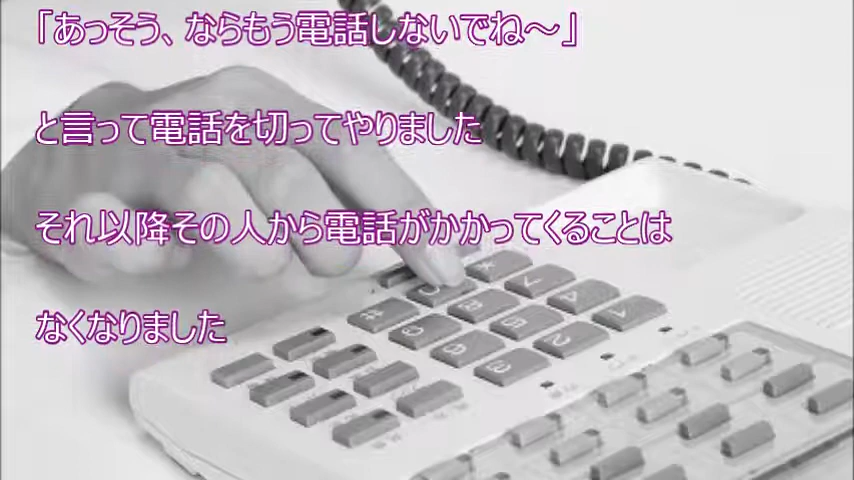 「あっそう、ならもう電話しないでね～」
と言って電話を切ってやりました
それ以降その人から電話がかかってくることは
なくなりました